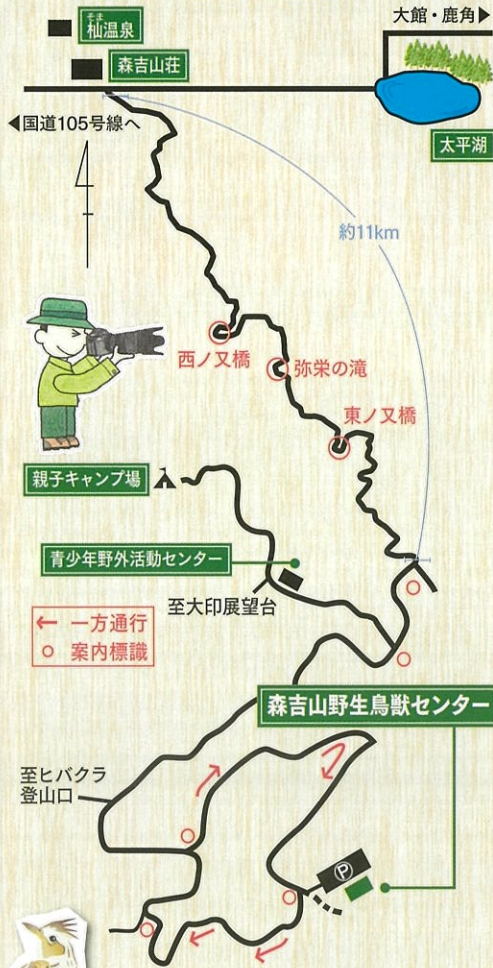 大館・鹿角▶
そま
杣温泉
森吉山荘
◀国道105号線へ
太平湖
約11km
西ノ又橋
弥栄の滝
東ノ又橋
親子キャンプ場
青少年野外活動センター
至大印展望台
← 一方通行
○ 案内標識
森吉山野生鳥獣センター
至ヒバクラ
登山口
P